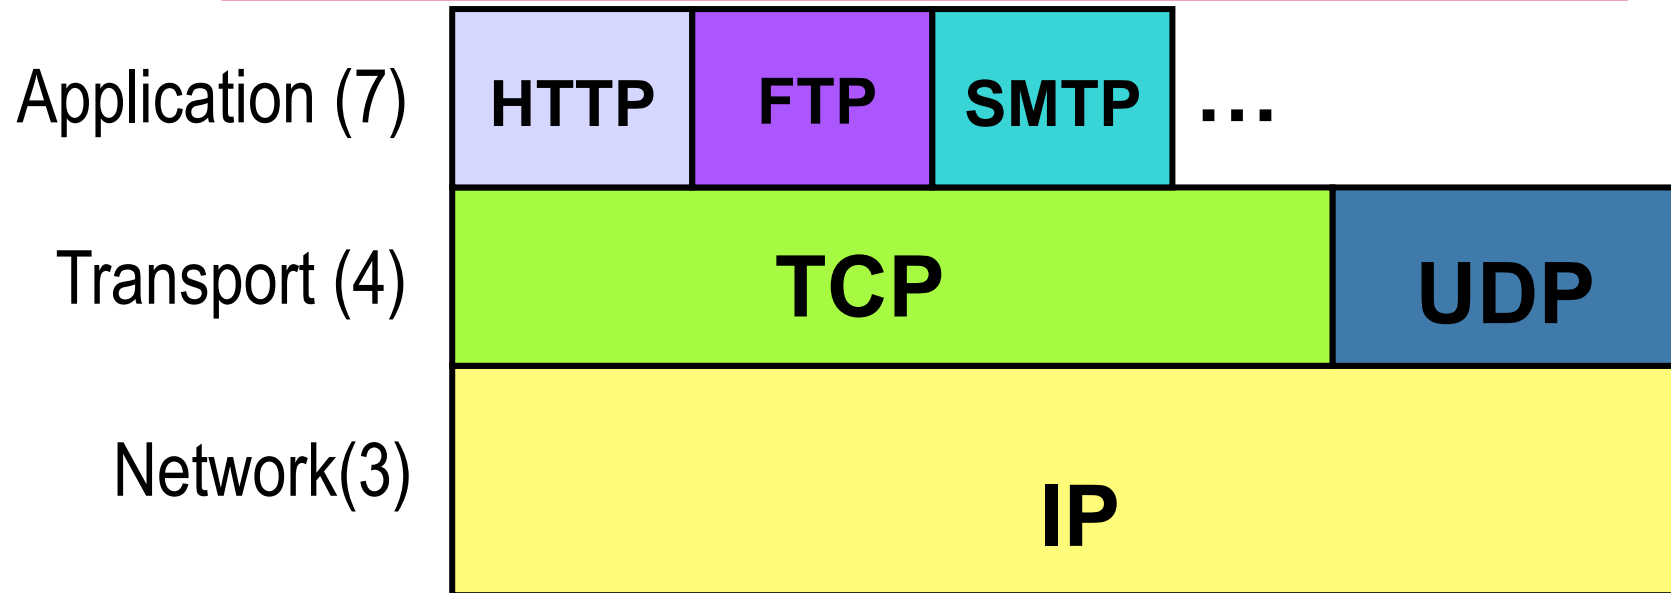 Application (7) HTTP FTP SMTP ...
Transport (4) TCP UDP
Network(3) IP